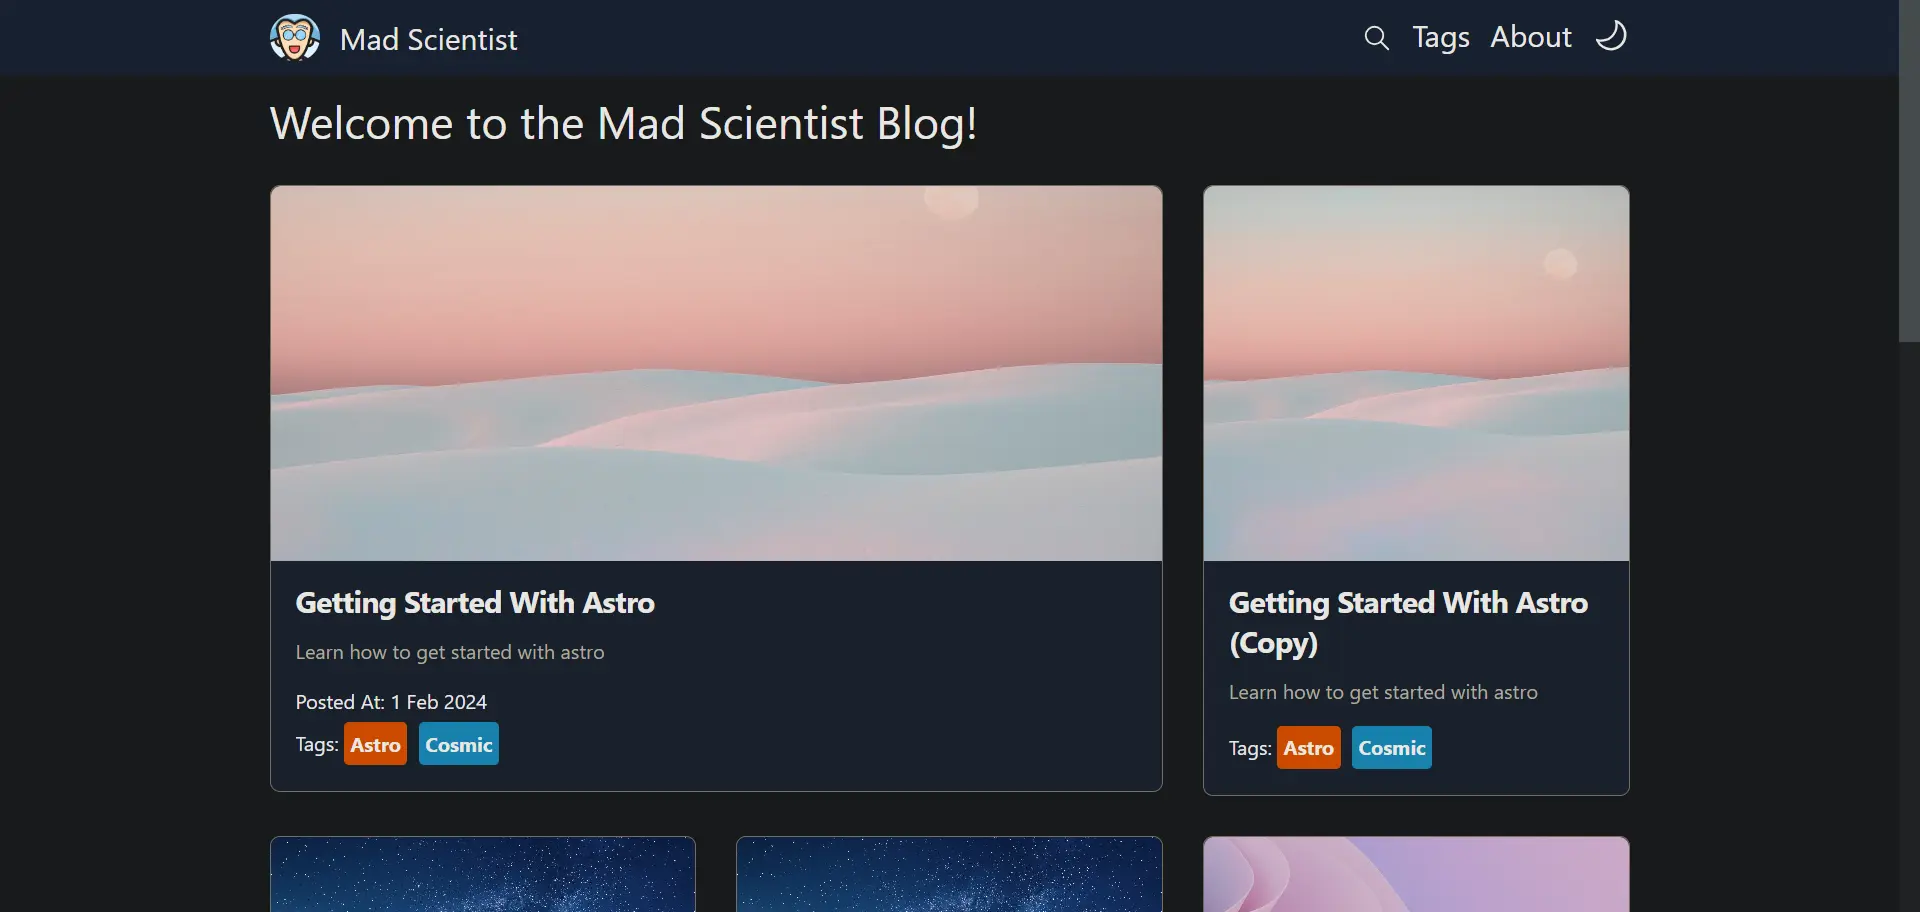 Mad Scientist
Tags About
Welcome to the Mad Scientist Blog!
Getting Started With Astro
Learn how to get started with astro
Posted At: 1 Feb 2024
Tags: Astro Cosmic
Getting Started With Astro
(Copy)
Learn how to get started with astro
Tags: Astro Cosmic